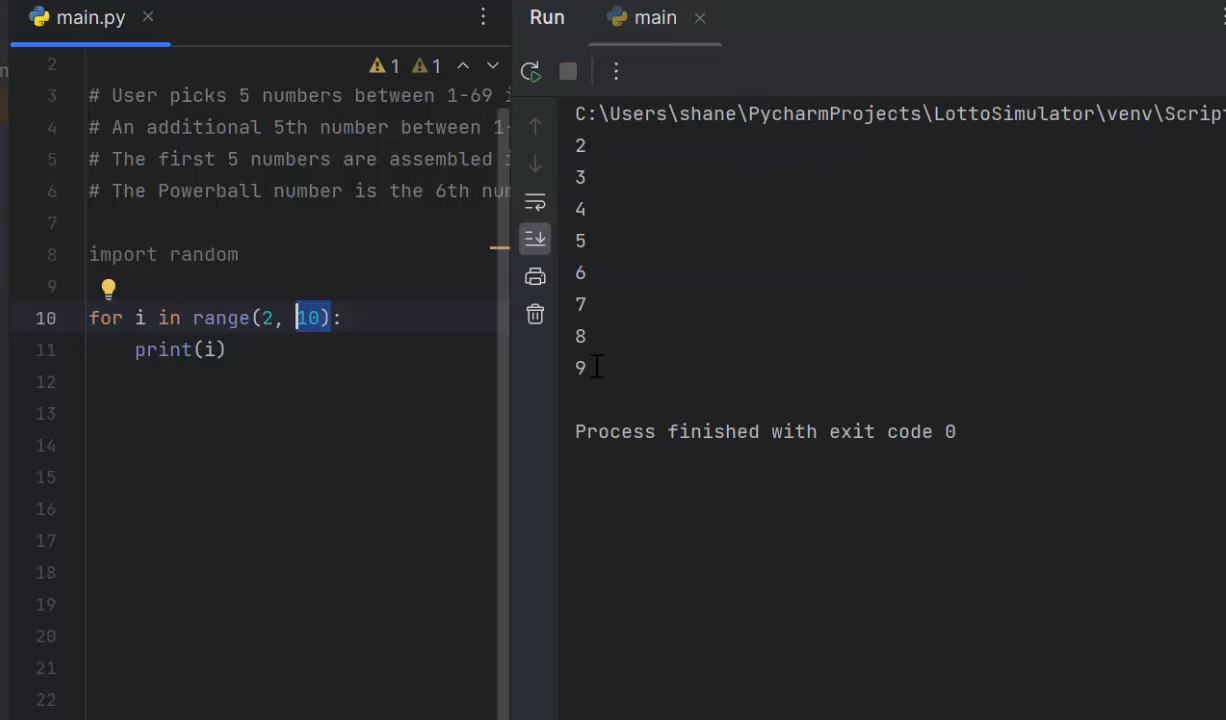 main.py
Run
main
1 1
2
3 # User picks 5 numbers between 1-69
4 # An additional 5th number between 1-
5 # The first 5 numbers are assembled
6 # The Powerball number is the 6th
7
8 import random
9
10 for i in range(2, 10):
11 print(i)
12
13
14
15
16
17
18
19
20
21
22
C:\Users\shane\PycharmProjects\LottoSimulator\venv\Script
2
3
4
5
6
7
8
9
Process finished with exit code 0